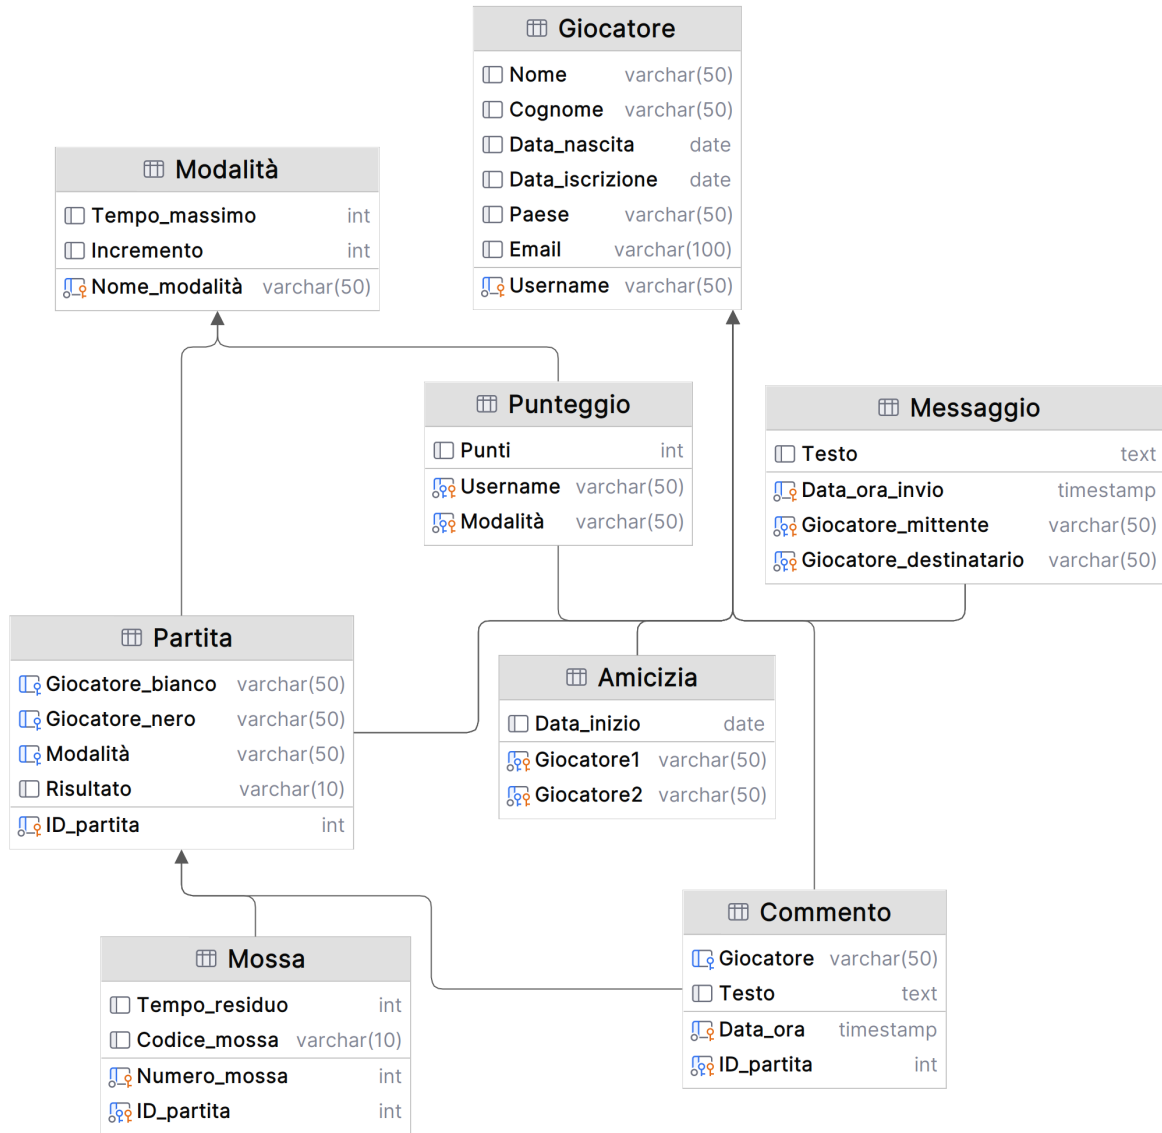 Giocatore
Nome varchar(50)
Cognome varchar(50)
Data_nascita date
Data_iscrizione date
Paese varchar(50)
Email varchar(100)
Username varchar(50)
Modalità
Tempo_massimo int
Incremento int
Nome_modalità varchar(50)
Punteggio
Punti int
Username varchar(50)
Modalità varchar(50)
Messaggio
Testo text
Data_ora_invio timestamp
Giocatore_mittente varchar(50)
Giocatore_destinatario varchar(50)
Partita
Giocatore_bianco varchar(50)
Giocatore_nero varchar(50)
Modalità varchar(50)
Risultato varchar(10)
ID_partita int
Amicizia
Data_inizio date
Giocatore1 varchar(50)
Giocatore2 varchar(50)
Commento
Giocatore varchar(50)
Testo text
Data_ora timestamp
ID_partita int
Mossa
Tempo_residuo int
Codice_mossa varchar(10)
Numero_mossa int
ID_partita int